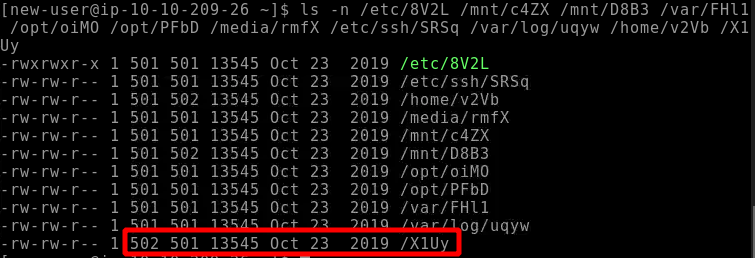 [new-user@ip-10-10-209-26 ~]$ ls -n /etc/8V2L /mnt/c4ZX /mnt/D8B3 /var/FHl1
/opt/oiMO /opt/PFbD /media/rmfX /etc/ssh/SRSq /var/log/uqyw /home/v2Vb /X1
Uy
-rwxrwxr-x 1 501 501 13545 Oct 23  2019 /etc/8V2L
-rw-rw-r-- 1 501 501 13545 Oct 23  2019 /etc/ssh/SRSq
-rw-rw-r-- 1 501 502 13545 Oct 23  2019 /home/v2Vb
-rw-rw-r-- 1 501 501 13545 Oct 23  2019 /media/rmfX
-rw-rw-r-- 1 501 501 13545 Oct 23  2019 /mnt/c4ZX
-rw-rw-r-- 1 501 502 13545 Oct 23  2019 /mnt/D8B3
-rw-rw-r-- 1 501 501 13545 Oct 23  2019 /opt/oiMO
-rw-rw-r-- 1 501 501 13545 Oct 23  2019 /opt/PFbD
-rw-rw-r-- 1 501 501 13545 Oct 23  2019 /var/FHl1
-rw-rw-r-- 1 501 501 13545 Oct 23  2019 /var/log/uqyw
-rw-rw-r-- 1 502 501 13545 Oct 23  2019 /X1Uy